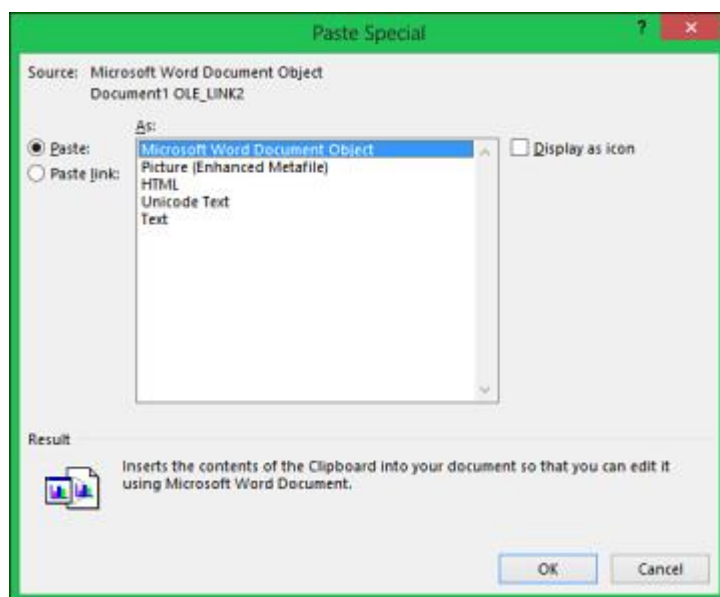 Paste Special
?
Source: Microsoft Word Document Object
Document1 OLE_LINK2
As:
Paste:
Paste link:
Microsoft Word Document Object
Picture (Enhanced Metafile)
HTML
Unicode Text
Text
Display as icon
Result
Inserts the contents of the Clipboard into your document so that you can edit it
using Microsoft Word Document.
OK
Cancel